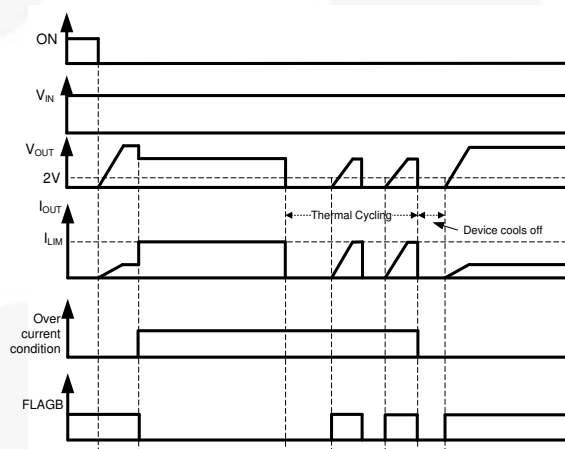 ON
V_IN
V_OUT
2V
I_OUT
Thermal Cycling
Device cools off
I_LIM
Over
current
condition
FLAGB